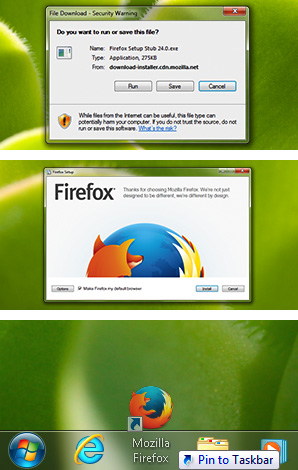 File Download - Security Warning
Do you want to run or save this file?
Name: Firefox Setup Stub 24.0.exe
Type: Application, 275KB
From: download-installer.cdn.mozilla.net
Run Save Cancel
While files from the Internet can be useful, this file type can
potentially harm your computer. If you do not trust the source, do not
run or save this software. What's the risk?
Firefox Setup
Firefox
Thanks for choosing Mozilla Firefox. We're not just
designed to be different, we're different by design.
Options Make Firefox my default browser Install Cancel
Mozilla
Firefox
Pin to Taskbar